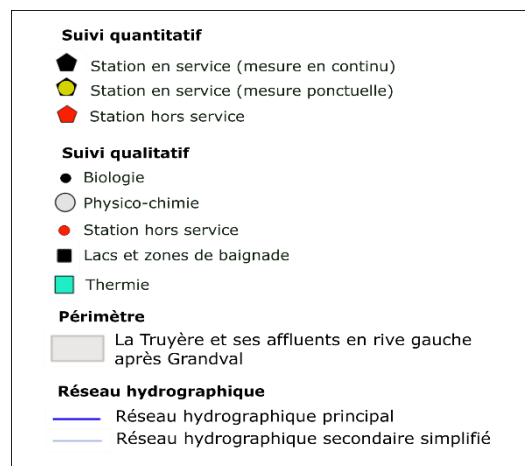 Suivi quantitatif
Station en service (mesure en continu)
Station en service (mesure ponctuelle)
Station hors service
Suivi qualitatif
Biologie
Physico-chimie
Station hors service
Lacs et zones de baignade
Thermie
Périmètre
La Truyère et ses affluents en rive gauche
après Grandval
Réseau hydrographique
Réseau hydrographique principal
Réseau hydrographique secondaire simplifié